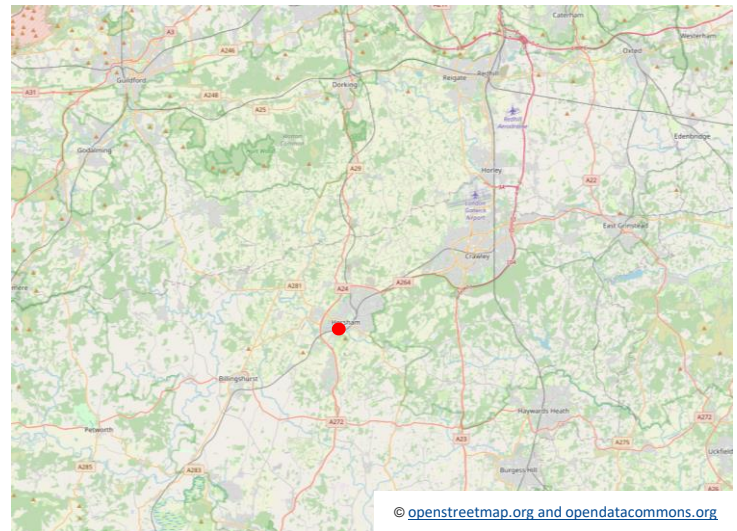 Caterham
A3
Westerham
A246
Oxted
Guildford
Redhill
Reigate
Dorking
A31
A248
Redhill
Aerodrome
A25
Edenbridge
Godalming
A29
Horley
A22
London
Gatwick
Airport
East Grinstead
Crawley
A264
A281
A24
Horsham
Billingshurst
Haywards Heath
A272
A272
Petworth
A23
A275
Uckfield
A285
A283
Burgess Hill
© openstreetmap.org and opendatacommons.org